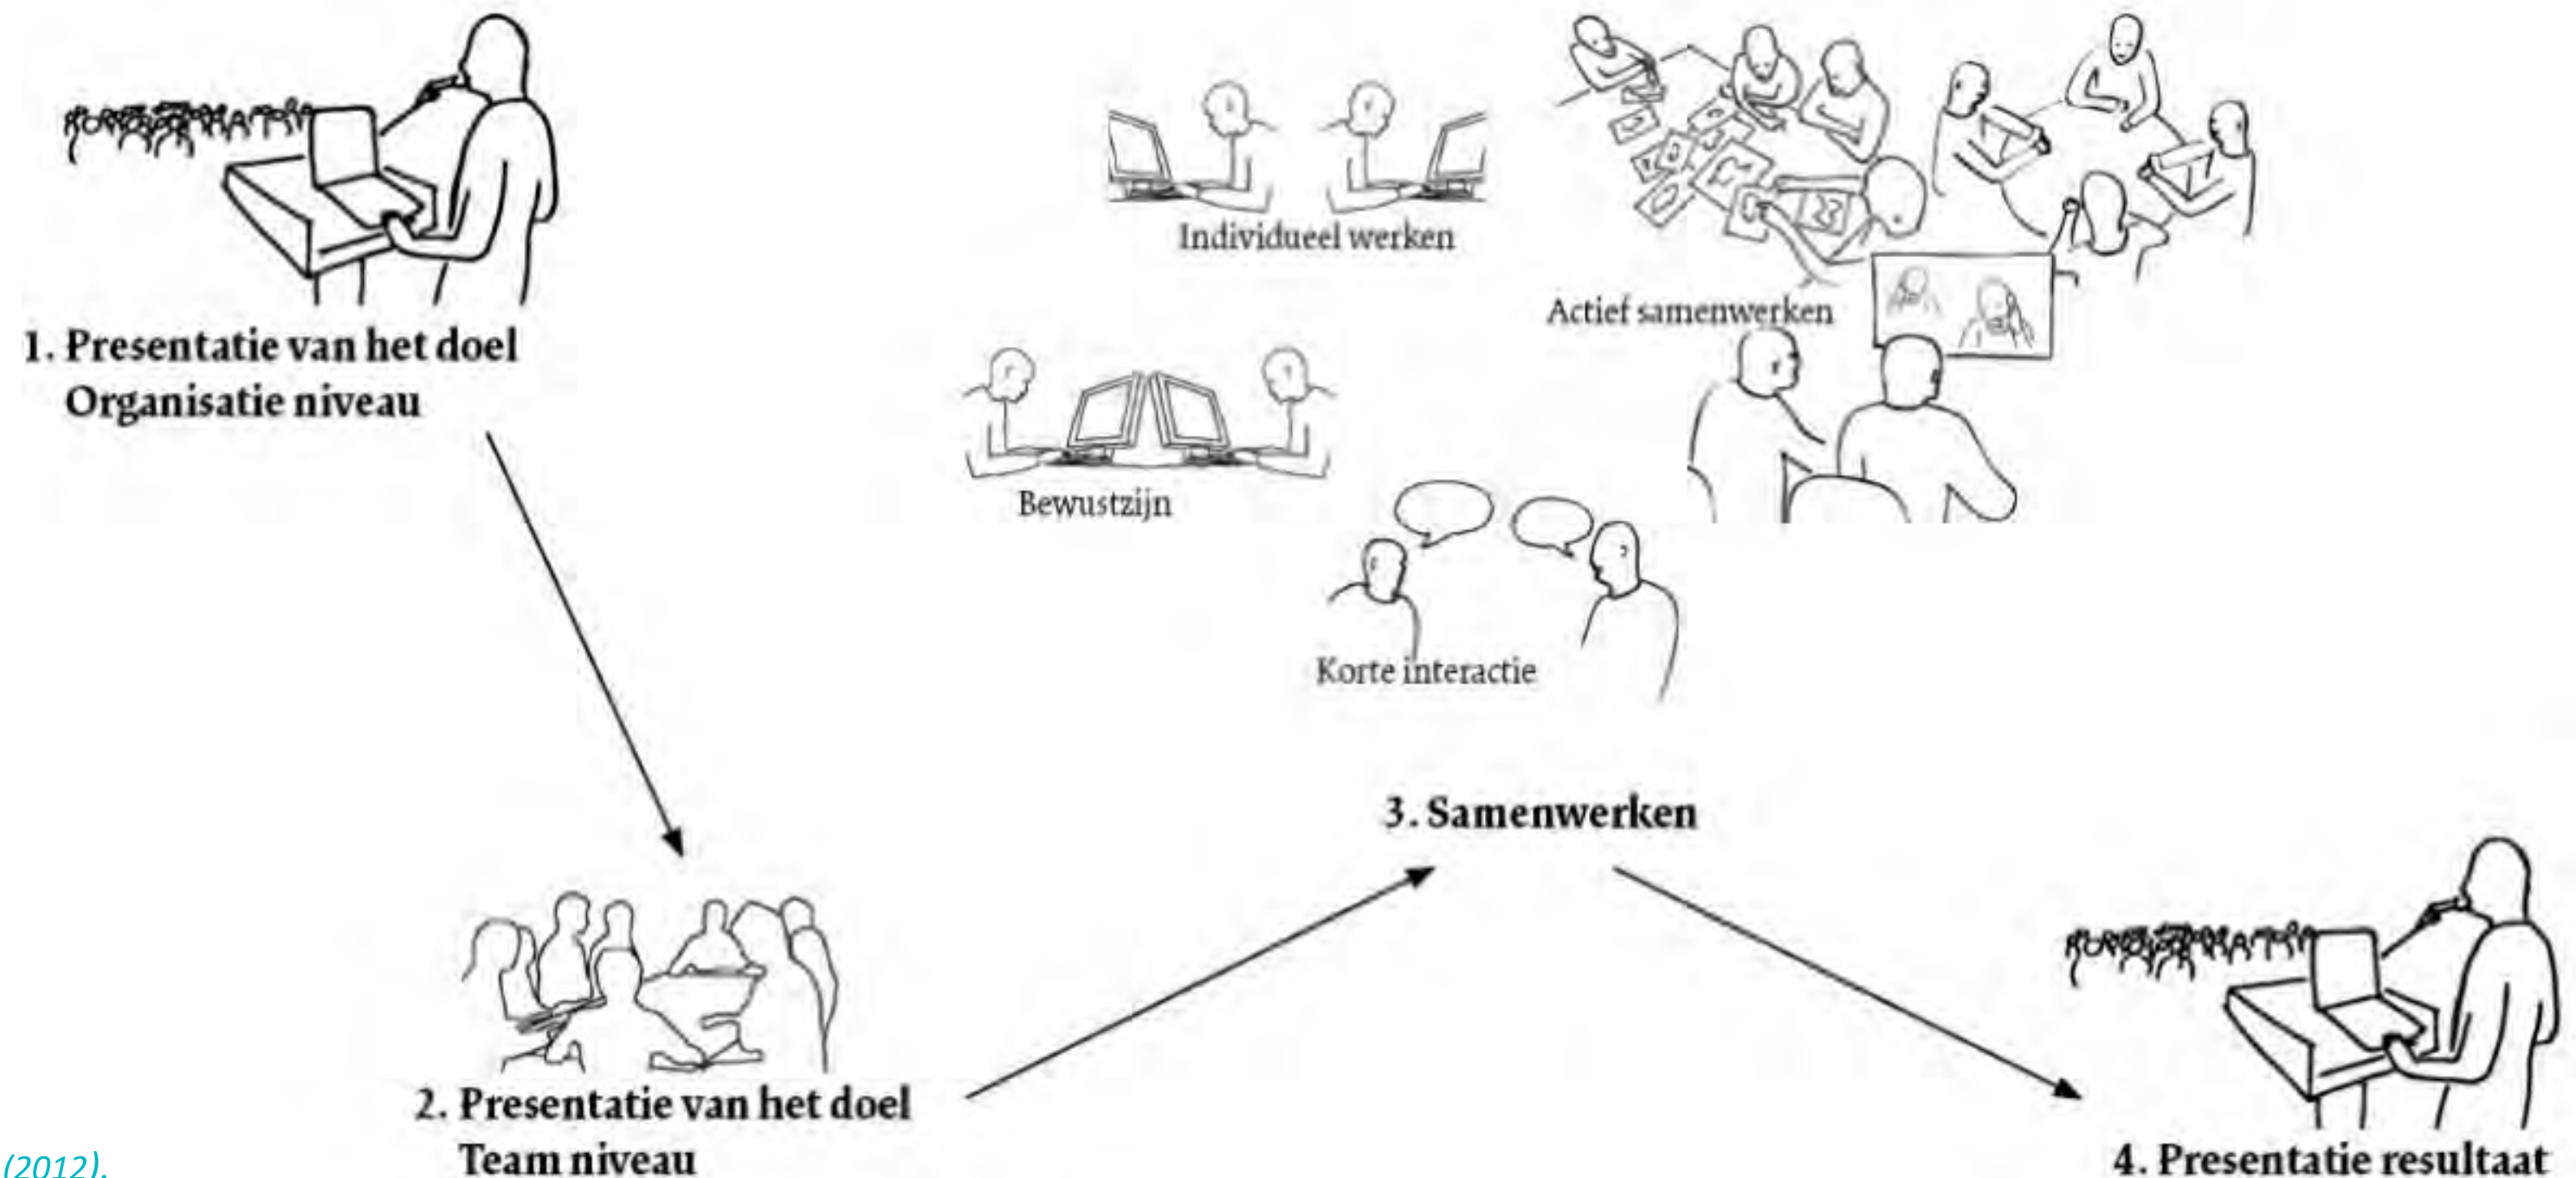 1. Presentatie van het doel
Organisatie niveau
Individueel werken
Actief samenwerken
Bewustzijn
Korte interactie
3. Samenwerken
2. Presentatie van het doel
Team niveau
4. Presentatie resultaat
(2012).